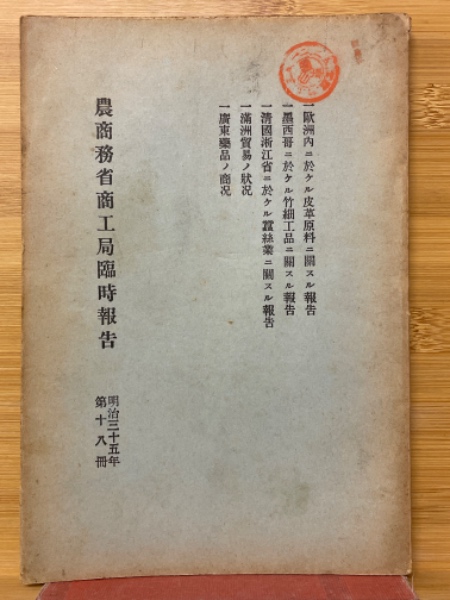 一歐洲內ニ於ケル皮革原料ニ關スル報告
一墨西哥ニ於ケル竹細工品ニ關スル報告
一清國浙江省ニ於ケル蠶絲業ニ關スル報告
一滿洲貿易ノ狀况
一廣東藥品ノ商况
農商務省商工局臨時報告
明治三十五年
第十八冊